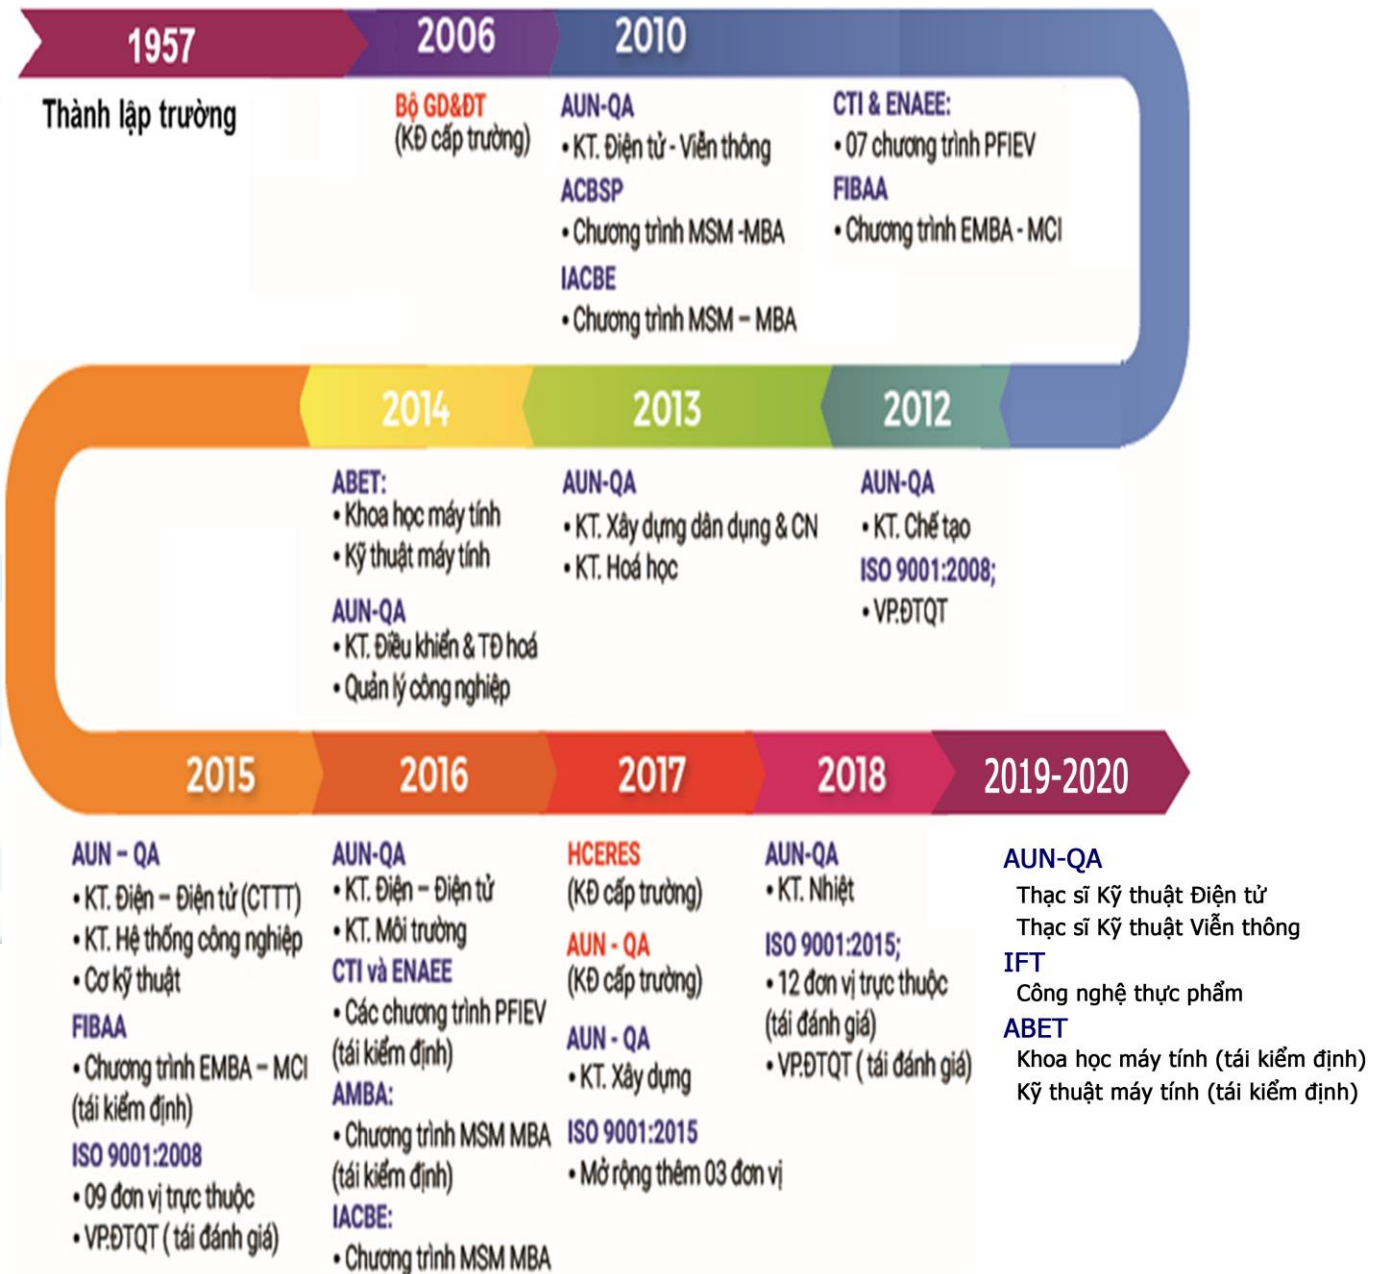 1957
Thành lập trường
2006
Bộ GD&ĐT
(KĐ cấp trường)
2010
AUN-QA
• KT. Điện tử - Viễn thông
ACBSP
• Chương trình MSM -MBA
IACBE
• Chương trình MSM – MBA
CTI & ENAEE:
• 07 chương trình PFIEV
FIBAA
• Chương trình EMBA - MCI
2012
AUN-QA
• KT. Chế tạo
ISO 9001:2008;
• VP.ĐTQT
2013
AUN-QA
• KT. Xây dựng dân dụng & CN
• KT. Hoá học
2014
ABET:
• Khoa học máy tính
• Kỹ thuật máy tính
AUN-QA
• KT. Điều khiển & TĐ hoá
• Quản lý công nghiệp
2015
AUN – QA
• KT. Điện – Điện tử (CTTT)
• KT. Hệ thống công nghiệp
• Cơ kỹ thuật
FIBAA
• Chương trình EMBA – MCI
(tái kiểm định)
ISO 9001:2008
• 09 đơn vị trực thuộc
• VP.ĐTQT ( tái đánh giá)
2016
AUN-QA
• KT. Điện – Điện tử
• KT. Môi trường
CTI và ENAEE
• Các chương trình PFIEV
(tái kiểm định)
AMBA:
• Chương trình MSM MBA
(tái kiểm định)
IACBE:
• Chương trình MSM MBA
2017
HCERES
(KĐ cấp trường)
AUN - QA
(KĐ cấp trường)
AUN - QA
• KT. Xây dựng
ISO 9001:2015
• Mở rộng thêm 03 đơn vị
2018
AUN-QA
• KT. Nhiệt
ISO 9001:2015;
• 12 đơn vị trực thuộc
(tái đánh giá)
• VP.ĐTQT ( tái đánh giá)
2019-2020
AUN-QA
Thạc sĩ Kỹ thuật Điện tử
Thạc sĩ Kỹ thuật Viễn thông
IFT
Công nghệ thực phẩm
ABET
Khoa học máy tính (tái kiểm định)
Kỹ thuật máy tính (tái kiểm định)